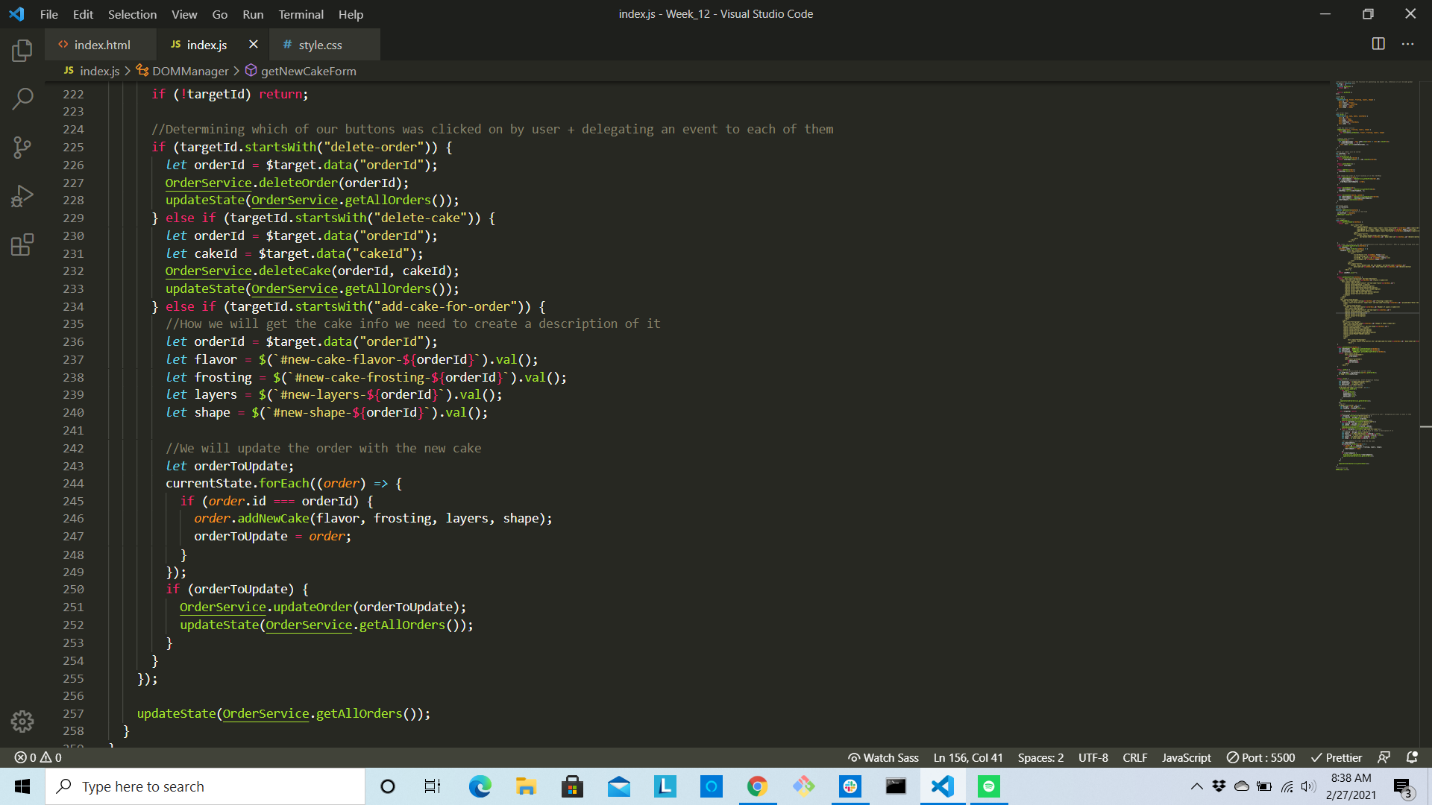 File Edit Selection View Go Run Terminal Help index.js - Week_12 - Visual Studio Code
index.html JS index.js # style.css
JS index.js > DOMManager > getNewCakeForm
222 if (!targetId) return;
223
224 //Determining which of our buttons was clicked on by user + delegating an event to each of them
225 if (targetId.startsWith("delete-order")) {
226 let orderId = $target.data("orderId");
227 OrderService.deleteOrder(orderId);
228 updateState(OrderService.getAllOrders());
229 } else if (targetId.startsWith("delete-cake")) {
230 let orderId = $target.data("orderId");
231 let cakeId = $target.data("cakeId");
232 OrderService.deleteCake(orderId, cakeId);
233 updateState(OrderService.getAllOrders());
234 } else if (targetId.startsWith("add-cake-for-order")) {
235 //How we will get the cake info we need to create a description of it
236 let orderId = $target.data("orderId");
237 let flavor = $(`#new-cake-flavor-${orderId}`).val();
238 let frosting = $(`#new-cake-frosting-${orderId}`).val();
239 let layers = $(`#new-layers-${orderId}`).val();
240 let shape = $(`#new-shape-${orderId}`).val();
241
242 //We will update the order with the new cake
243 let orderToUpdate;
244 currentState.forEach((order) => {
245 if (order.id === orderId) {
246 order.addNewCake(flavor, frosting, layers, shape);
247 orderToUpdate = order;
248 }
249 });
250 if (orderToUpdate) {
251 OrderService.updateOrder(orderToUpdate);
252 updateState(OrderService.getAllOrders());
253 }
254 }
255 });
256
257 updateState(OrderService.getAllOrders());
258 }
0 0 Watch Sass Ln 156, Col 41 Spaces: 2 UTF-8 CRLF JavaScript Port : 5500 Prettier
Type here to search
8:38 AM
2/27/2021
3